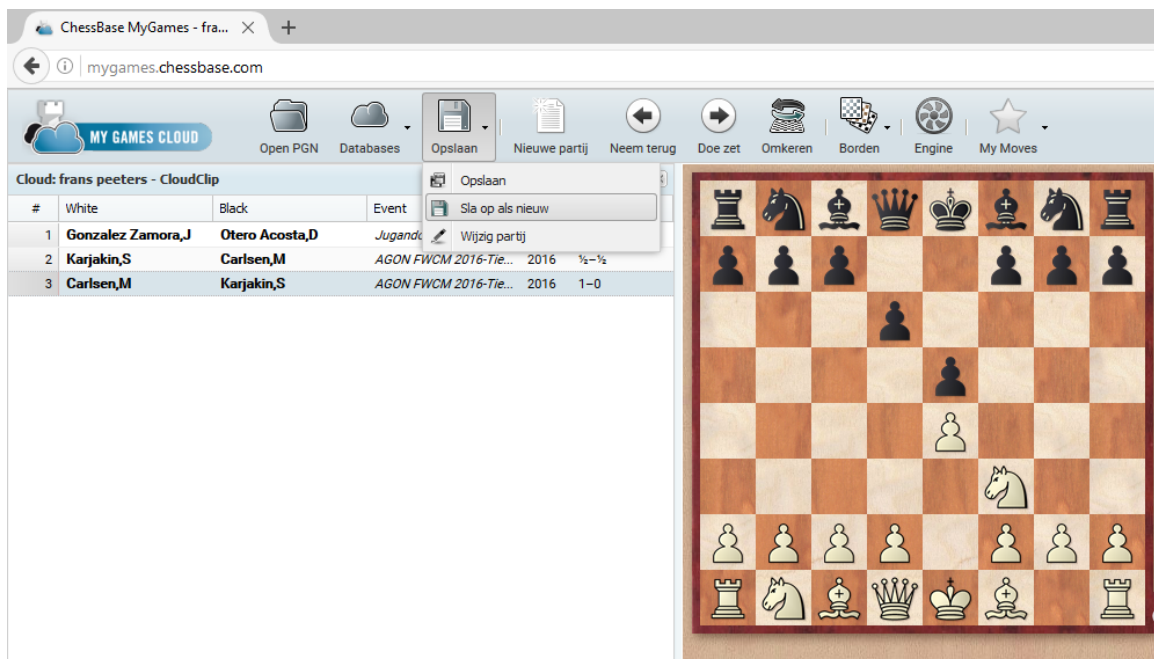 ChessBase MyGames - fra...
mygames.chessbase.com
MY GAMES CLOUD
Open PGN Databases Opslaan Nieuwe partij Neem terug Doe zet Omkeren Borden Engine My Moves
Cloud: frans peeters - CloudClip
Opslaan
Sla op als nieuw
Wijzig partij
# White Black Event
1 Gonzalez Zamora,J Otero Acosta,D Jugando
2 Karjakin,S Carlsen,M AGON FWCM 2016-Tie... 2016 ½–½
3 Carlsen,M Karjakin,S AGON FWCM 2016-Tie... 2016 1–0